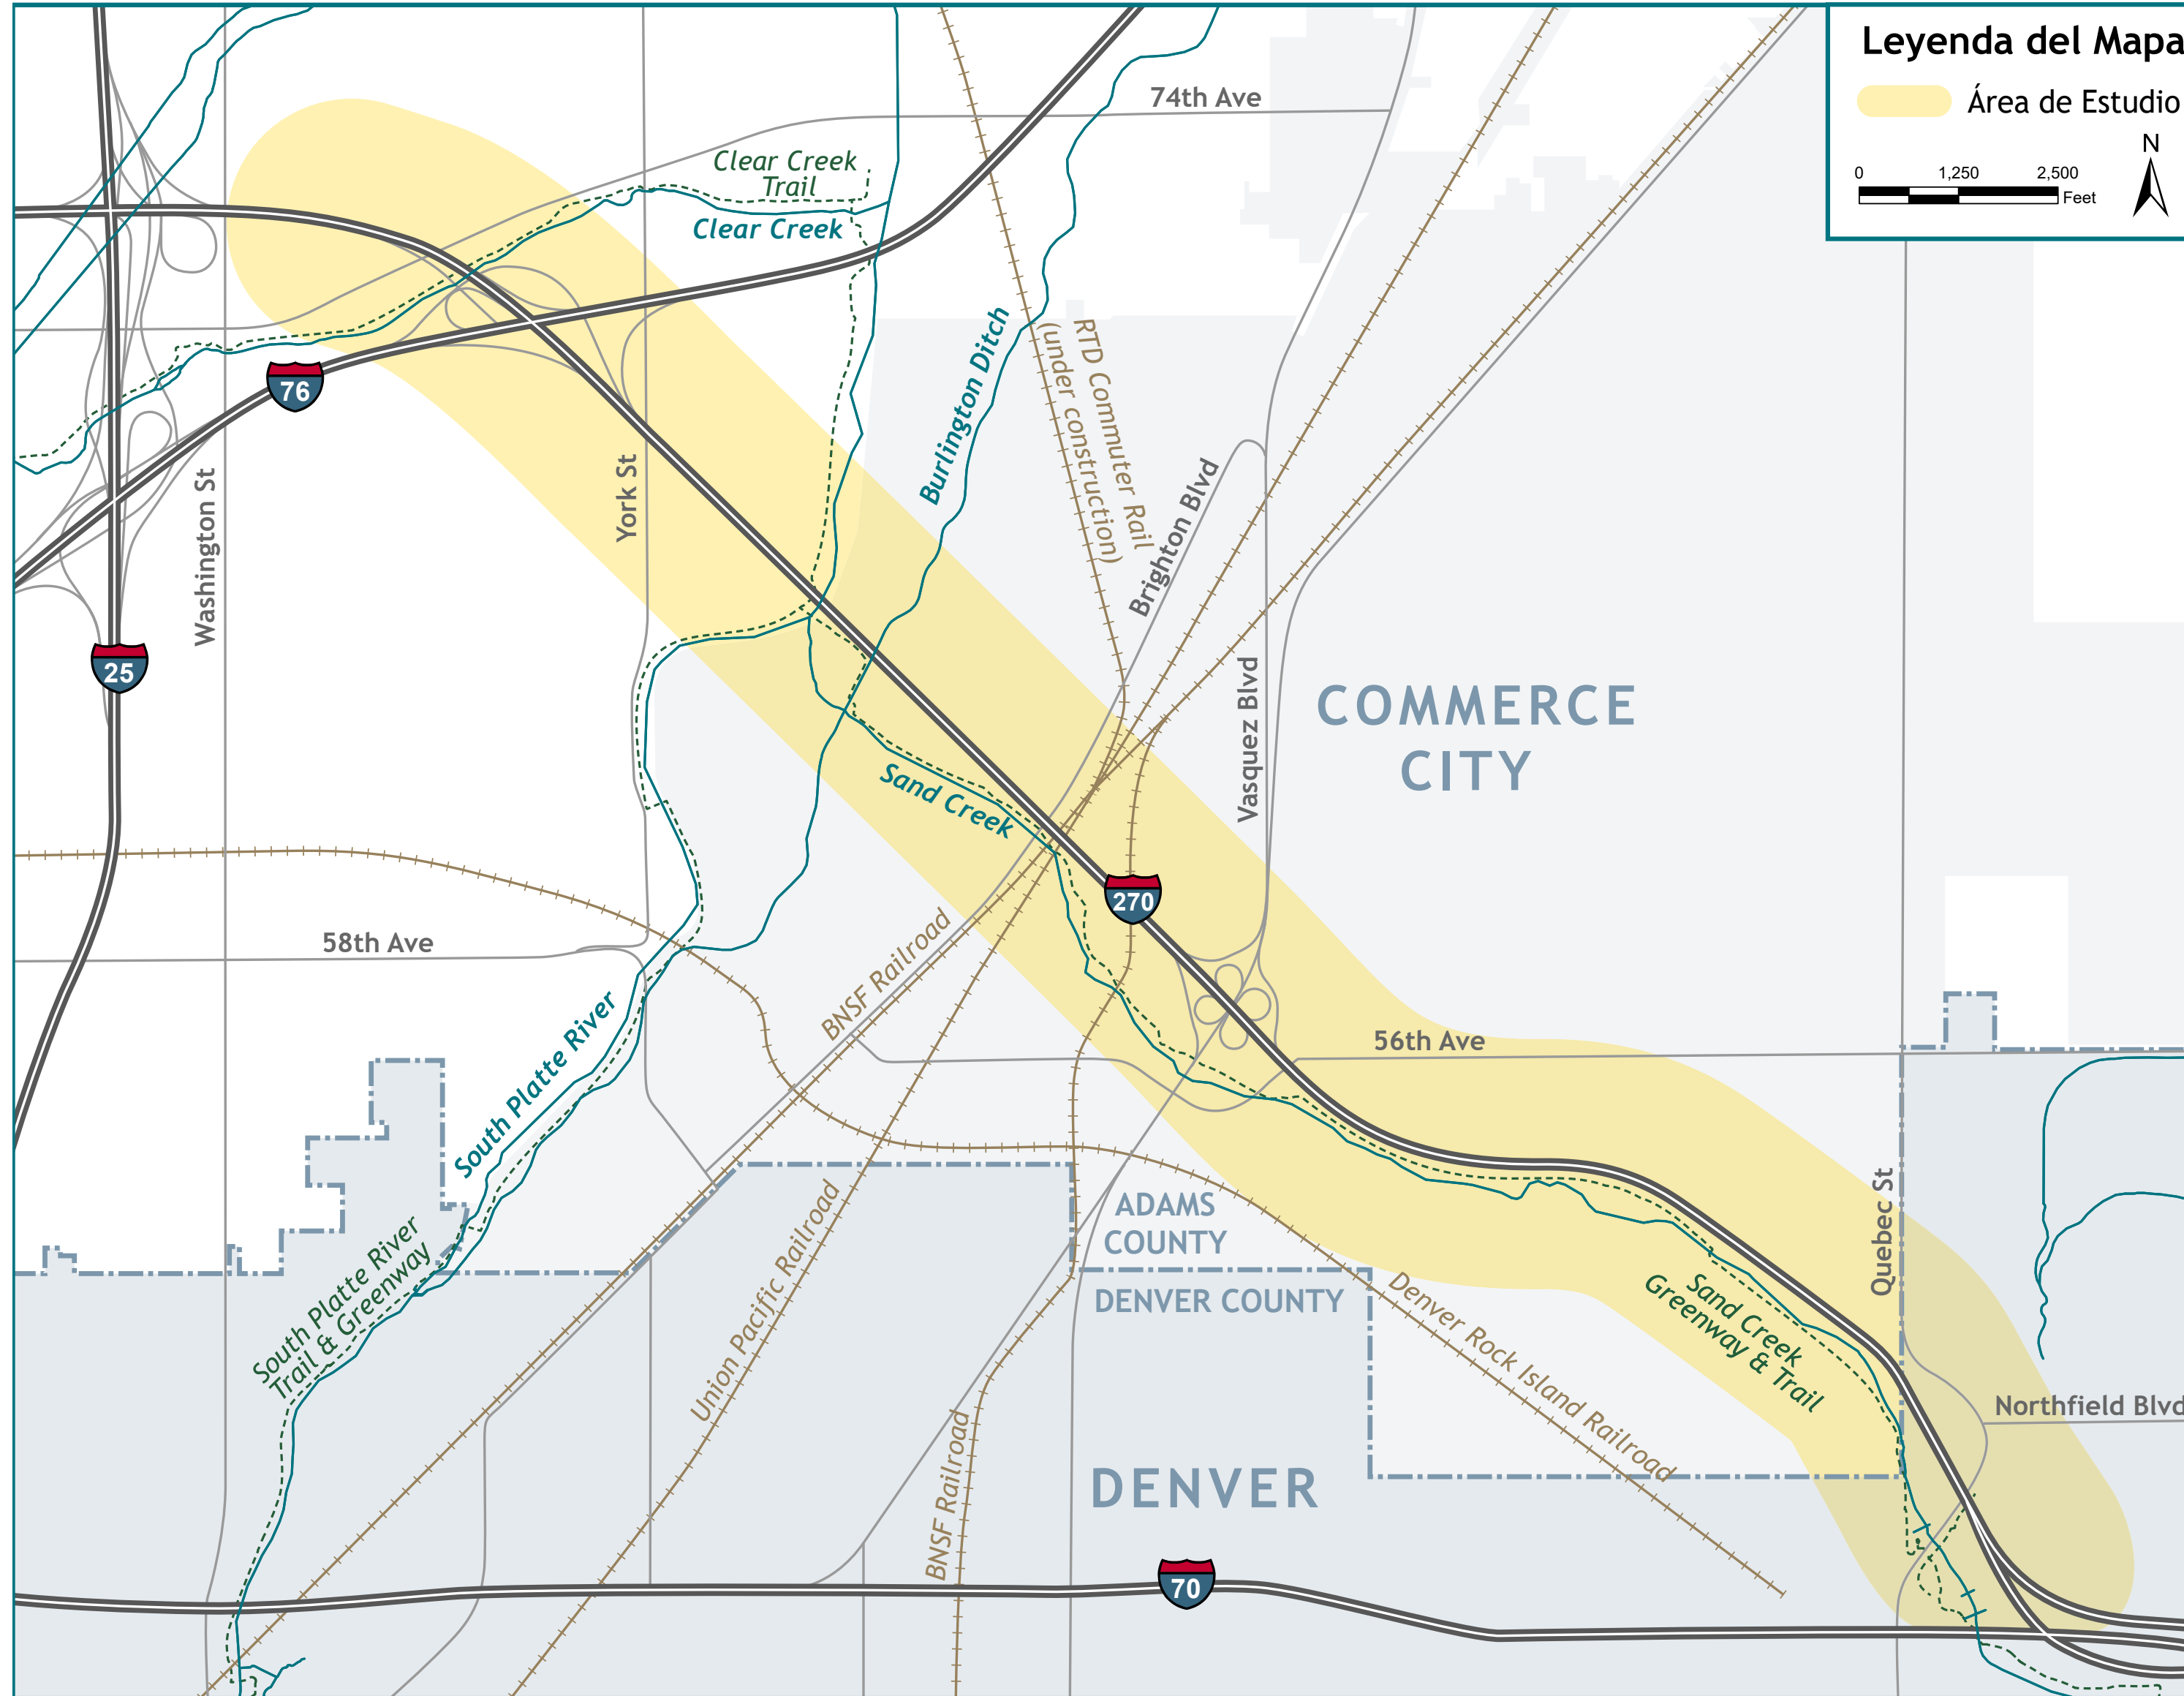 Leyenda del Mapa
Área de Estudio
N
0 1,250 2,500
Feet
74th Ave
Clear Creek
Trail
Clear Creek
Burlington Ditch
RTD Commuter Rail
(under construction)
76
Brighton Blvd
York St
Washington St
25
Vasquez Blvd
COMMERCE
CITY
Sand Creek
270
58th Ave
BNSF Railroad
56th Ave
South Platte River
Quebec St
ADAMS
COUNTY
DENVER COUNTY
South Platte River
Trail & Greenway
Union Pacific Railroad
Denver Rock Island Railroad
Sand Creek
Greenway & Trail
Northfield Blvd
BNSF Railroad
DENVER
70